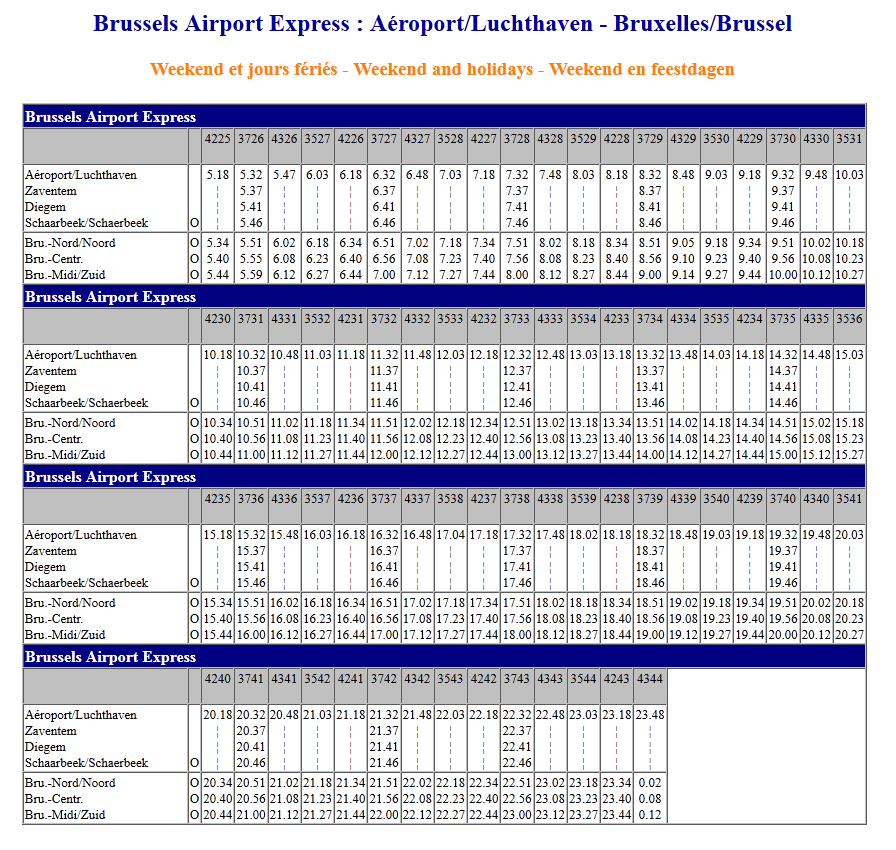 Brussels Airport Express : Aéroport/Luchthaven - Bruxelles/Brussel
Weekend et jours fériés - Weekend and holidays - Weekend en feestdagen
Brussels Airport Express
4225 3726 4326 3527 4226 3727 4327 3528 4227 3728 4328 3529 4228 3729 4329 3530 4229 3730 4330 3531
Aéroport/Luchthaven 5.18 5.32 5.47 6.03 6.18 6.32 6.48 7.03 7.18 7.32 7.48 8.03 8.18 8.32 8.48 9.03 9.18 9.32 9.48 10.03
Zaventem 5.37 6.37 7.37 8.37 9.37
Diegem 5.41 6.41 7.41 8.41 9.41
Schaarbeek/Schaerbeek O 5.46 6.46 7.46 8.46 9.46
Bru.-Nord/Noord O 5.34 5.51 6.02 6.18 6.34 6.51 7.02 7.18 7.34 7.51 8.02 8.18 8.34 8.51 9.05 9.18 9.34 9.51 10.02 10.18
Bru.-Centr. O 5.40 5.55 6.08 6.23 6.40 6.56 7.08 7.23 7.40 7.56 8.08 8.23 8.40 8.56 9.10 9.23 9.40 9.56 10.08 10.23
Bru.-Midi/Zuid O 5.44 5.59 6.12 6.27 6.44 7.00 7.12 7.27 7.44 8.00 8.12 8.27 8.44 9.00 9.14 9.27 9.44 10.00 10.12 10.27
Brussels Airport Express
4230 3731 4331 3532 4231 3732 4332 3533 4232 3733 4333 3534 4233 3734 4334 3535 4234 3735 4335 3536
Aéroport/Luchthaven 10.18 10.32 10.48 11.03 11.18 11.32 11.48 12.03 12.18 12.32 12.48 13.03 13.18 13.32 13.48 14.03 14.18 14.32 14.48 15.03
Zaventem 10.37 11.37 12.37 13.37 14.37
Diegem 10.41 11.41 12.41 13.41 14.41
Schaarbeek/Schaerbeek O 10.46 11.46 12.46 13.46 14.46
Bru.-Nord/Noord O 10.34 10.51 11.02 11.18 11.34 11.51 12.02 12.18 12.34 12.51 13.02 13.18 13.34 13.51 14.02 14.18 14.34 14.51 15.02 15.18
Bru.-Centr. O 10.40 10.56 11.08 11.23 11.40 11.56 12.08 12.23 12.40 12.56 13.08 13.23 13.40 13.56 14.08 14.23 14.40 14.56 15.08 15.23
Bru.-Midi/Zuid O 10.44 11.00 11.12 11.27 11.44 12.00 12.12 12.27 12.44 13.00 13.12 13.27 13.44 14.00 14.12 14.27 14.44 15.00 15.12 15.27
Brussels Airport Express
4235 3736 4336 3537 4236 3737 4337 3538 4237 3738 4338 3539 4238 3739 4339 3540 4239 3740 4340 3541
Aéroport/Luchthaven 15.18 15.32 15.48 16.03 16.18 16.32 16.48 17.04 17.18 17.32 17.48 18.02 18.18 18.32 18.48 19.03 19.18 19.32 19.48 20.03
Zaventem 15.37 16.37 17.37 18.37 19.37
Diegem 15.41 16.41 17.41 18.41 19.41
Schaarbeek/Schaerbeek O 15.46 16.46 17.46 18.46 19.46
Bru.-Nord/Noord O 15.34 15.51 16.02 16.18 16.34 16.51 17.02 17.18 17.34 17.51 18.02 18.18 18.34 18.51 19.02 19.18 19.34 19.51 20.02 20.18
Bru.-Centr. O 15.40 15.56 16.08 16.23 16.40 16.56 17.08 17.23 17.40 17.56 18.08 18.23 18.40 18.56 19.08 19.23 19.40 19.56 20.08 20.23
Bru.-Midi/Zuid O 15.44 16.00 16.12 16.27 16.44 17.00 17.12 17.27 17.44 18.00 18.12 18.27 18.44 19.00 19.12 19.27 19.44 20.00 20.12 20.27
Brussels Airport Express
4240 3741 4341 3542 4241 3742 4342 3543 4242 3743 4343 3544 4243 4344
Aéroport/Luchthaven 20.18 20.32 20.48 21.03 21.18 21.32 21.48 22.03 22.18 22.32 22.48 23.03 23.18 23.48
Zaventem 20.37 21.37 22.37
Diegem 20.41 21.41 22.41
Schaarbeek/Schaerbeek O 20.46 21.46 22.46
Bru.-Nord/Noord O 20.34 20.51 21.02 21.18 21.34 21.51 22.02 22.18 22.34 22.51 23.02 23.18 23.34 0.02
Bru.-Centr. O 20.40 20.56 21.08 21.23 21.40 21.56 22.08 22.23 22.40 22.56 23.08 23.23 23.40 0.08
Bru.-Midi/Zuid O 20.44 21.00 21.12 21.27 21.44 22.00 22.12 22.27 22.44 23.00 23.12 23.27 23.44 0.12